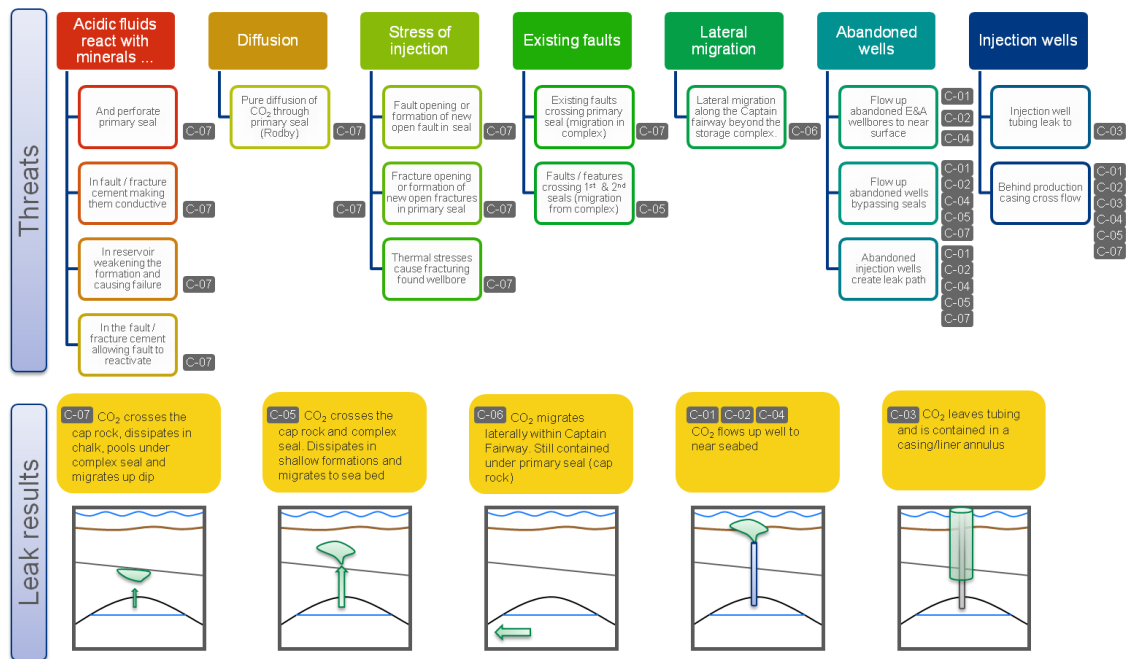 Threats
Acidic fluids
react with
minerals ...
And perforate
primary seal
C-07
In fault / fracture
cement making
them conductive
C-07
In reservoir
weakening the
formation and
causing failure
C-07
In the fault /
fracture cement
allowing fault to
reactivate
C-07
Diffusion
Pure diffusion of
CO2 through
primary seal
(Rodby)
C-07
Stress of
injection
Fault opening or
formation of new
open fault in seal
C-07
Fracture opening
or formation of
new open fractures
in primary seal
C-07
C-07
Thermal stresses
cause fracturing
found wellbore
C-07
Existing faults
Existing faults
crossing primary
seal (migration in
complex)
C-07
Faults / features
crossing 1st & 2nd
seals (migration
from complex)
C-05
Lateral
migration
Lateral migration
along the Captain
fairway beyond
the storage
complex.
C-06
Abandoned
wells
Flow up
abandoned E&A
wellbores to near
surface
C-01
C-02
C-04
Flow up
abandoned wells
bypassing seals
C-01
C-02
C-04
C-05
C-07
Abandoned
injection wells
create leak path
C-01
C-02
C-04
C-05
C-07
Injection wells
Injection well
tubing leak to
C-03
Behind production
casing cross flow
C-01
C-02
C-03
C-04
C-05
C-07
Leak results
C-07 CO2 crosses the
cap rock, dissipates in
chalk, pools under
complex seal and
migrates up dip
C-05 CO2 crosses the
cap rock and complex
seal. Dissipates in
shallow formations and
migrates to sea bed
C-06 CO2 migrates
laterally within Captain
Fairway. Still contained
under primary seal (cap
rock)
C-01 C-02 C-04
CO2 flows up well to
near seabed
C-03 CO2 leaves tubing
and is contained in a
casing/liner annulus